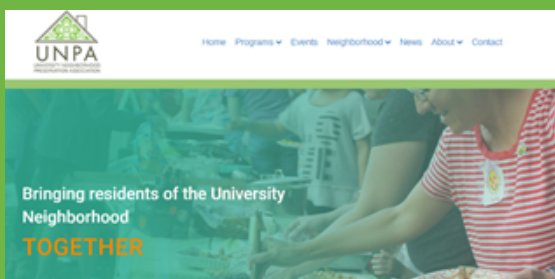 UNPA
UNIVERSITY NEIGHBORHOOD
PRESERVATION ASSOCIATION
Home Programs Events Neighborhood News About Contact
Bringing residents of the University
Neighborhood
TOGETHER